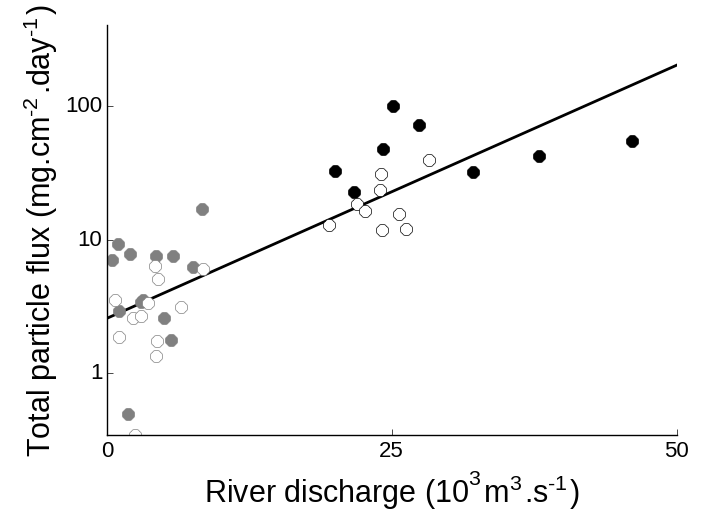 Total particle flux (mg.cm-2 .day-1)
100
10
1
0 25 50
River discharge (10³m³.s-1)